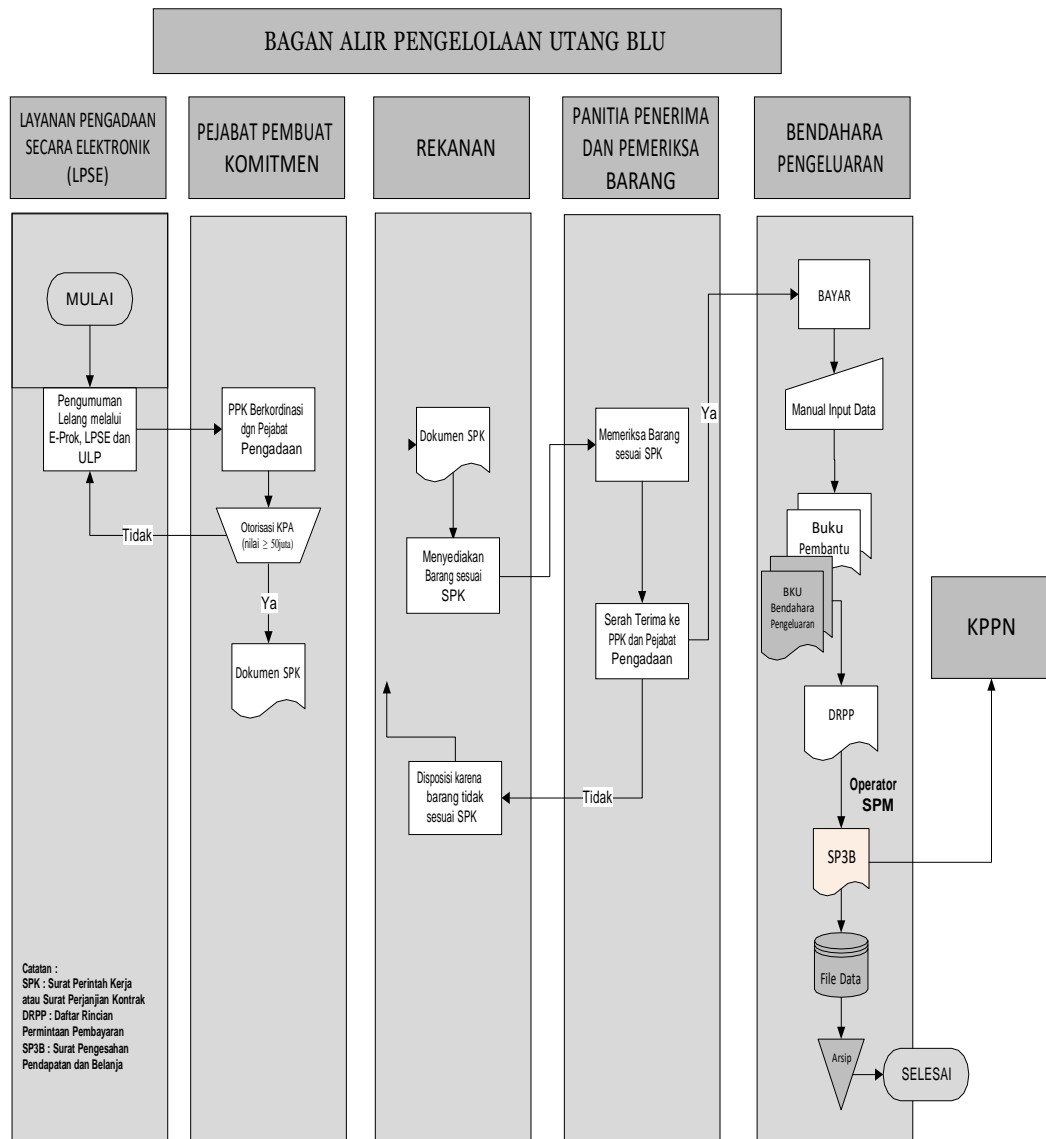 BAGAN ALIR PENGELOLAAN UTANG BLU
LAYANAN PENGADAAN
SECARA ELEKTRONIK
(LPSE)
PEJABAT PEMBUAT
KOMITMEN
REKANAN
PANITIA PENERIMA
DAN PEMERIKSA
BARANG
BENDAHARA
PENGELUARAN
MULAI
Pengumuman
Lelang melalui
E-Prok, LPSE dan
ULP
Tidak
PPK Berkordinasi
dgn Pejabat
Pengadaan
Otorisasi KPA
(nilai ≥ 50juta)
Ya
Dokumen SPK
Dokumen SPK
Menyediakan
Barang sesuai
SPK
Disposisi karena
barang tidak
sesuai SPK
Memeriksa Barang
sesuai SPK
Serah Terima ke
PPK dan Pejabat
Pengadaan
Tidak
Ya
BAYAR
Manual Input Data
Buku
Pembantu
BKU
Bendahara
Pengeluaran
DRPP
Operator
SPM
SP3B
KPPN
File Data
Arsip
SELESAI
Catatan :
SPK : Surat Perintah Kerja
atau Surat Perjanjian Kontrak
DRPP : Daftar Rincian
Permintaan Pembayaran
SP3B : Surat Pengesahan
Pendapatan dan Belanja